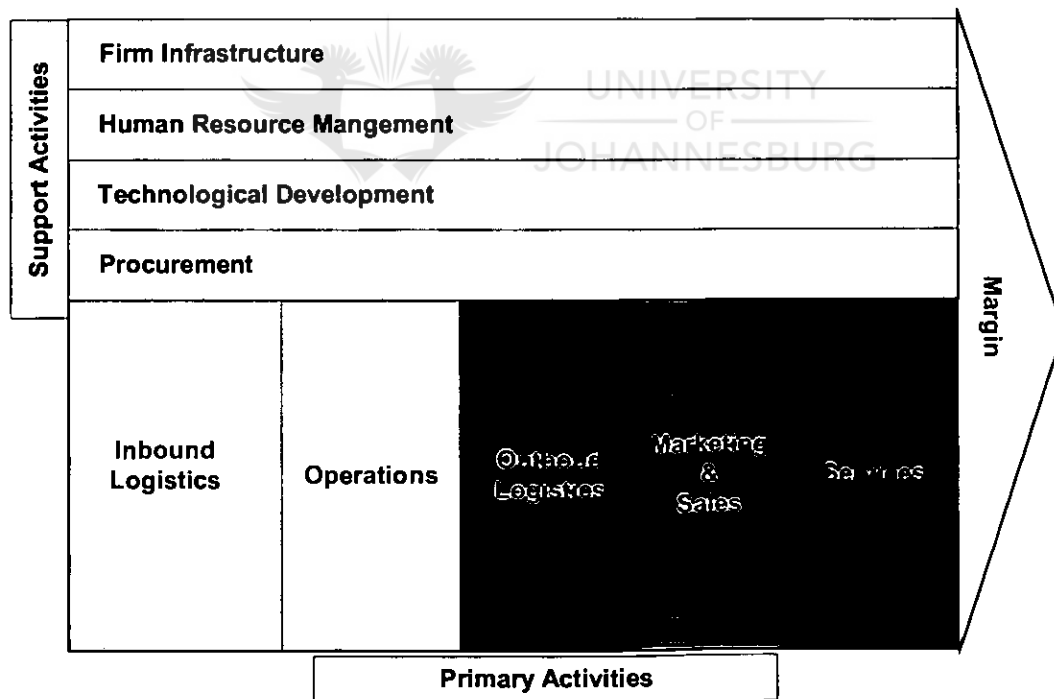 Support Activities
Firm Infrastructure
UNIVERSITY
OF
JOHANNESBURG
Human Resource Mangement
Technological Development
Procurement
Margin
Inbound
Logistics
Operations
Logistics
Marketing
&
Sales
Primary Activities